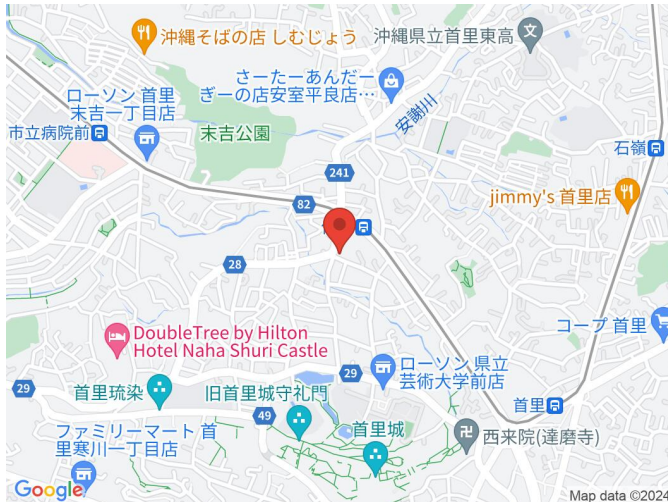 沖縄そばの店 しむじょう
沖縄県立首里東高
さーたーあんだー
ぎーの店安室平良店…
安謝川
ローソン 首里
末吉一丁目店
市立病院前
末吉公園
石嶺
241
jimmy's 首里店
82
28
DoubleTree by Hilton
Hotel Naha Shuri Castle
コープ 首里
29
ローソン 県立
芸術大学前店
29
首里琉染
旧首里城守礼門
首里
49
首里城
西来院(達磨寺)
29
ファミリーマート 首
里寒川一丁目店
Google
Map data ©2024